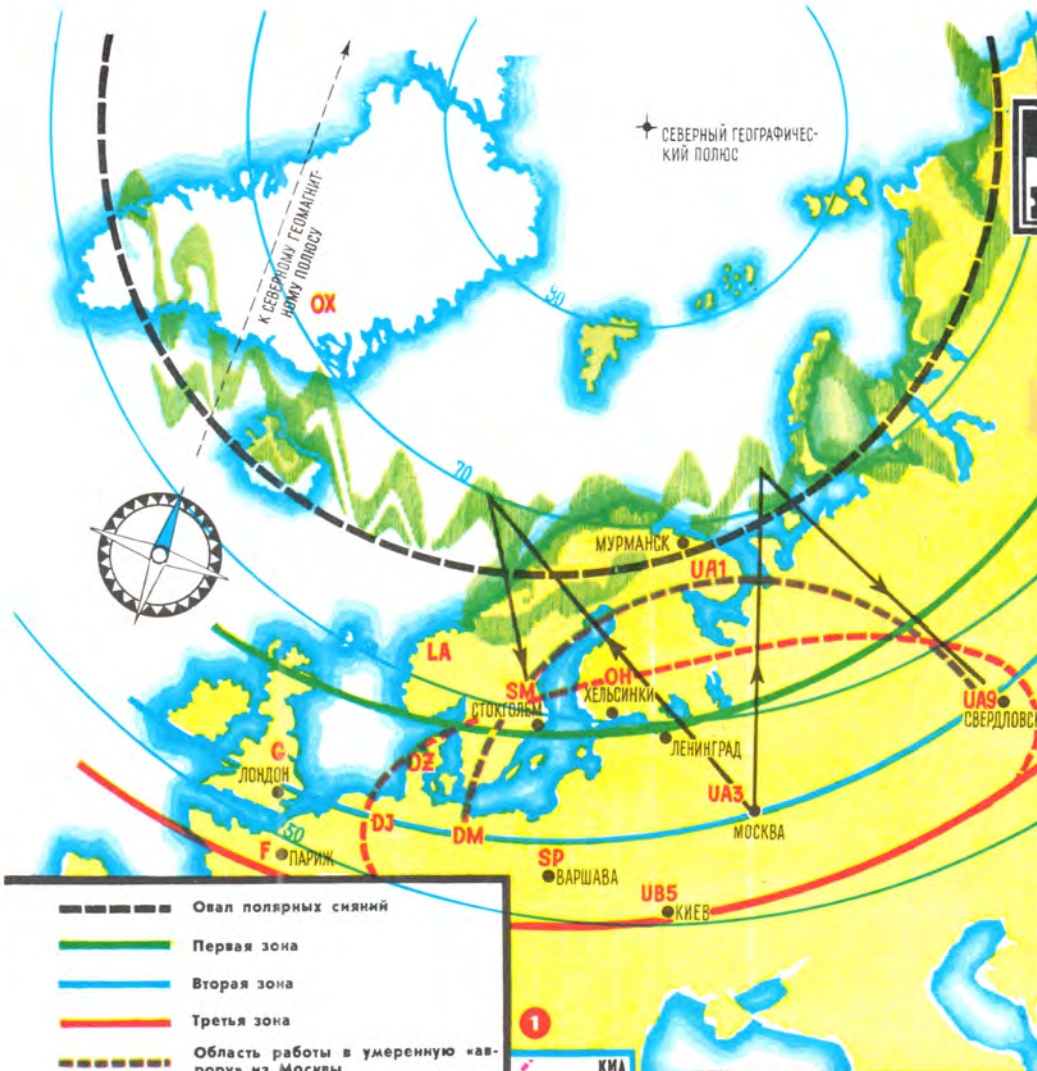 СЕВЕРНЫЙ ГЕОГРАФИЧЕС-
КИЙ ПОЛЮС
К СЕВЕРНОМУ ГЕОМАГНИТ-
НОМУ ПОЛЮСУ
OX
70
МУРМАНСК
UA1
LA
SM
OH
СТОКГОЛЬМ
ХЕЛЬСИНКИ
UA9
СВЕРДЛОВСК
ЛЕНИНГРАД
OZ
G
ЛОНДОН
UA3
МОСКВА
DJ
DM
50
F
ПАРИЖ
SP
ВАРШАВА
UB5
КИЕВ
Овал полярных сияний
Первая зона
Вторая зона
Третья зона
Область работы в умеренную «ав-
рору» из Москвы
1
КИА